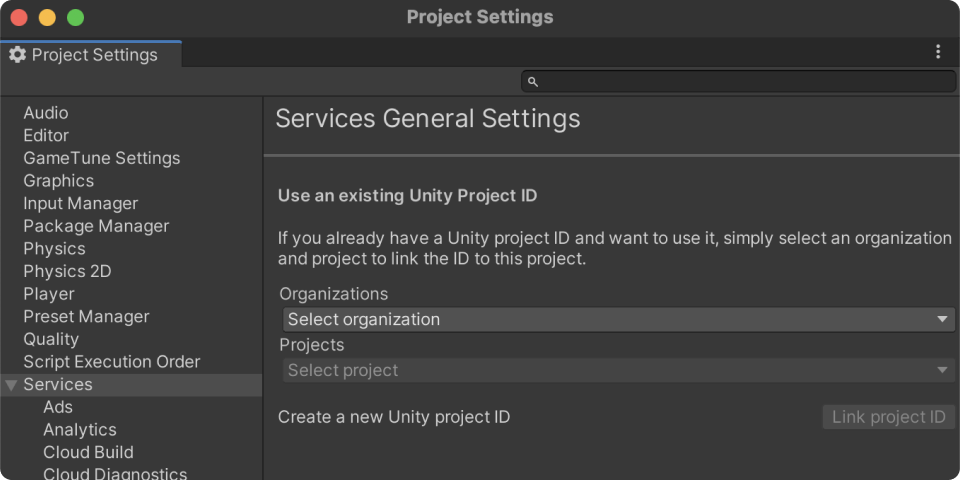 Project Settings
Project Settings
Audio
Editor
GameTune Settings
Graphics
Input Manager
Package Manager
Physics
Physics 2D
Player
Preset Manager
Quality
Script Execution Order
Services
Ads
Analytics
Cloud Build
Cloud Diagnostics
Services General Settings
Use an existing Unity Project ID
If you already have a Unity project ID and want to use it, simply select an organization
and project to link the ID to this project.
Organizations
Select organization
Projects
Select project
Create a new Unity project ID
Link project ID